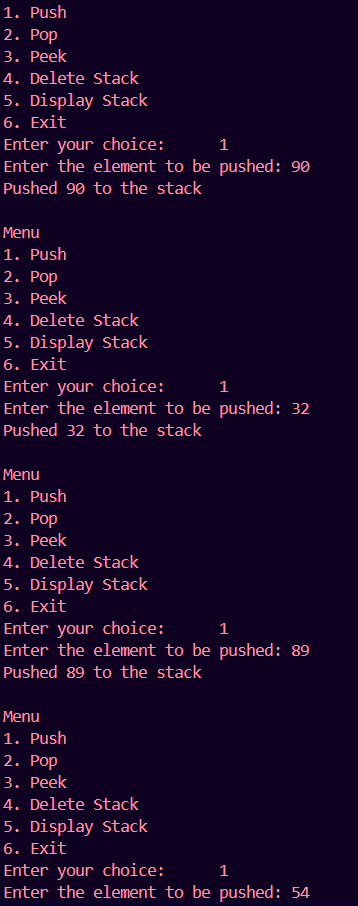 1. Push
2. Pop
3. Peek
4. Delete Stack
5. Display Stack
6. Exit
Enter your choice:      1
Enter the element to be pushed: 90
Pushed 90 to the stack

Menu
1. Push
2. Pop
3. Peek
4. Delete Stack
5. Display Stack
6. Exit
Enter your choice:      1
Enter the element to be pushed: 32
Pushed 32 to the stack

Menu
1. Push
2. Pop
3. Peek
4. Delete Stack
5. Display Stack
6. Exit
Enter your choice:      1
Enter the element to be pushed: 89
Pushed 89 to the stack

Menu
1. Push
2. Pop
3. Peek
4. Delete Stack
5. Display Stack
6. Exit
Enter your choice:      1
Enter the element to be pushed: 54